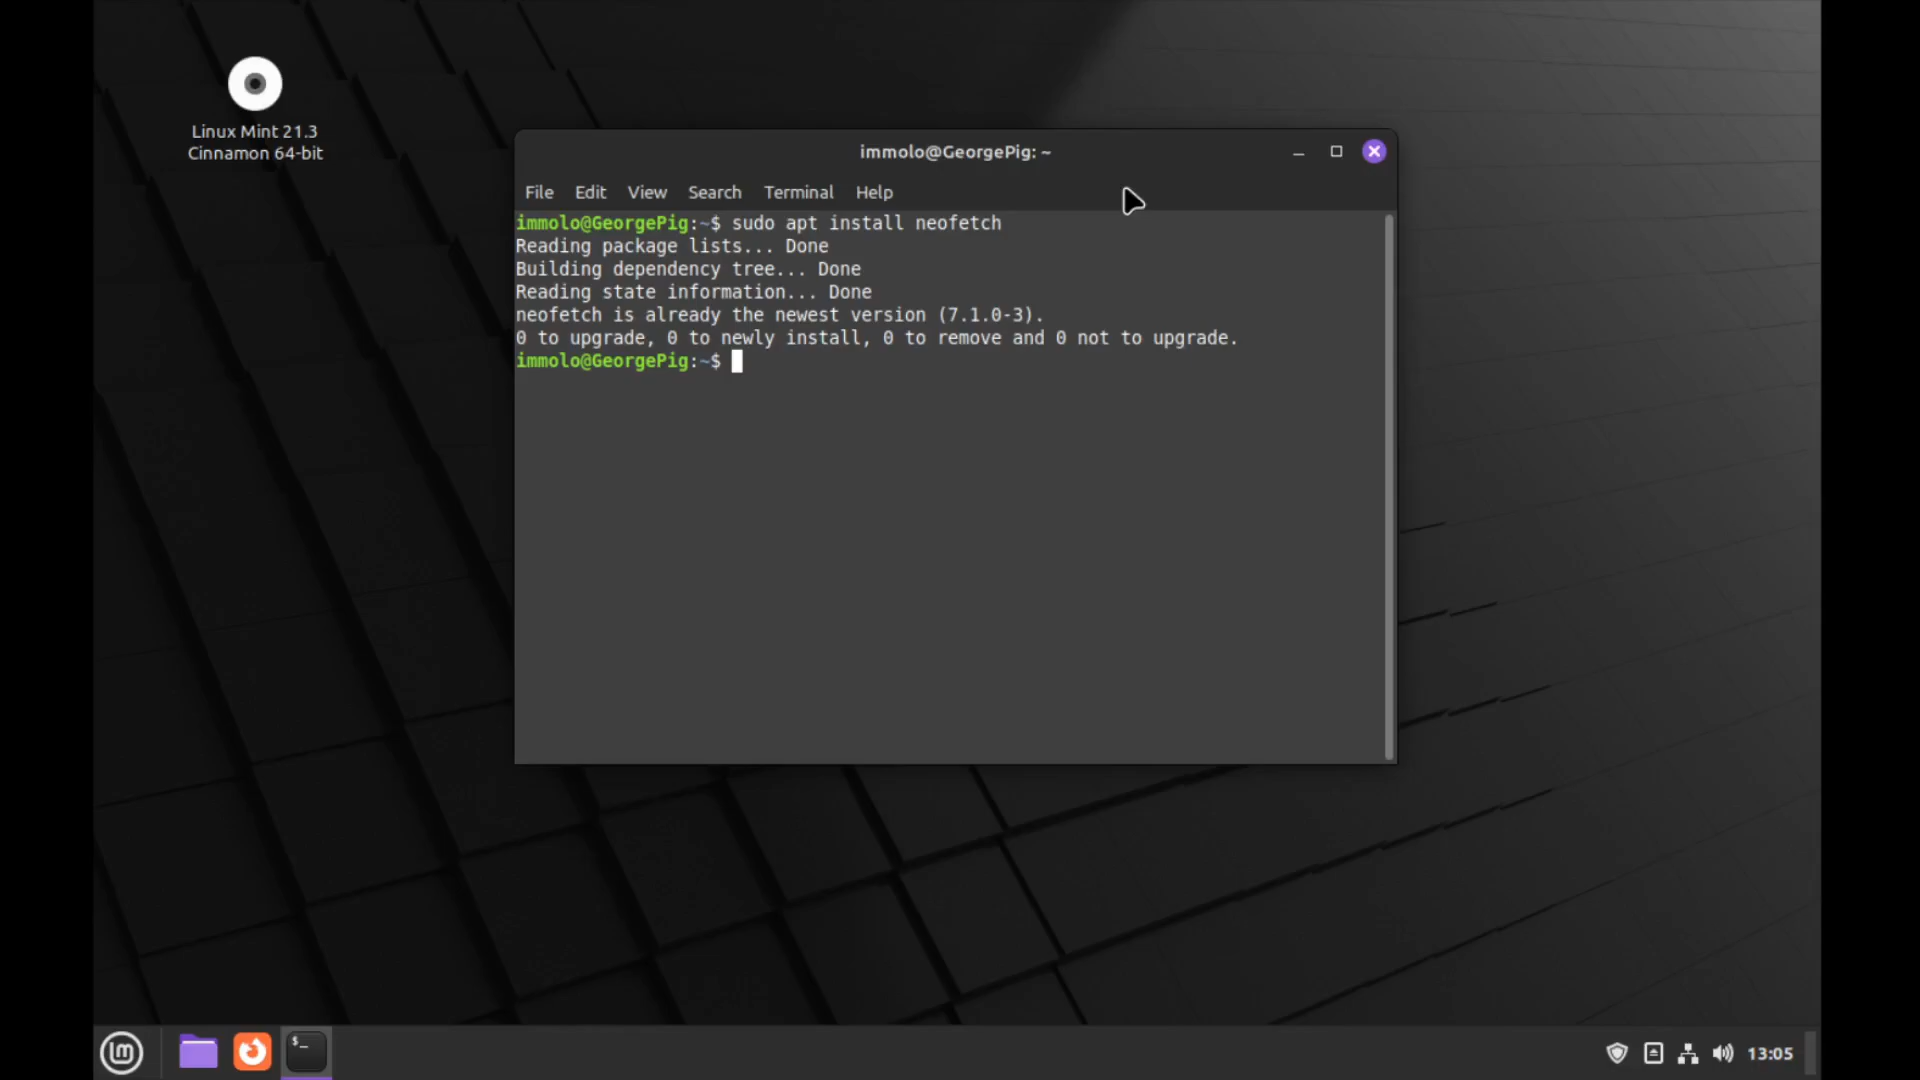 Linux Mint 21.3
Cinnamon 64-bit
immolo@GeorgePig: ~
File Edit View Search Terminal Help
immolo@GeorgePig:~$ sudo apt install neofetch
Reading package lists... Done
Building dependency tree... Done
Reading state information... Done
neofetch is already the newest version (7.1.0-3).
0 to upgrade, 0 to newly install, 0 to remove and 0 not to upgrade.
immolo@GeorgePig:~$
$_
13:05